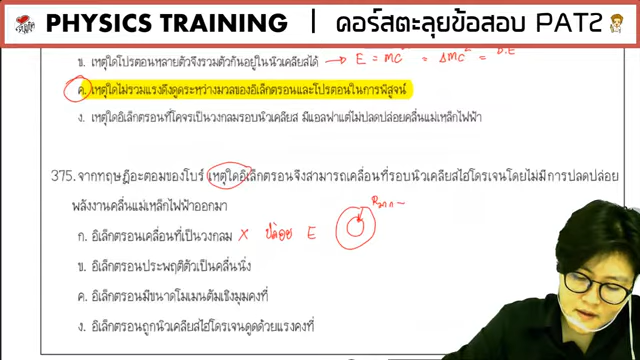 PHYSICS TRAINING คอร์สตะลุยข้อสอบ PAT2
ข. เหตุใดโปรตอนหลายตัวจึงรวมตัวกันอยู่ในนิวเคลียสได้ → E = mc² = Δmc² = B.E
ค. เหตุใดไม่รวมแรงดึงดูดระหว่างมวลของอิเล็กตรอนและโปรตอนในการพิสูจน์
ง. เหตุใดอิเล็กตรอนที่โคจรเป็นวงกลมรอบนิวเคลียส มีแอลฟาแต่ไม่ปลดปล่อยคลื่นแม่เหล็กไฟฟ้า
375. จากทฤษฎีอะตอมของโบร์ เหตุใดอิเล็กตรอนจึงสามารถเคลื่อนที่รอบนิวเคลียสไฮโดรเจนโดยไม่มีการปลดปล่อย
พลังงานคลื่นแม่เหล็กไฟฟ้าออกมา
ก. อิเล็กตรอนเคลื่อนที่เป็นวงกลม × ปล่อย E
ข. อิเล็กตรอนประพฤติตัวเป็นคลื่นนิ่ง
ค. อิเล็กตรอนมีขนาดโมเมนตัมเชิงมุมคงที่
ง. อิเล็กตรอนถูกนิวเคลียสไฮโดรเจนดูดด้วยแรงคงที่